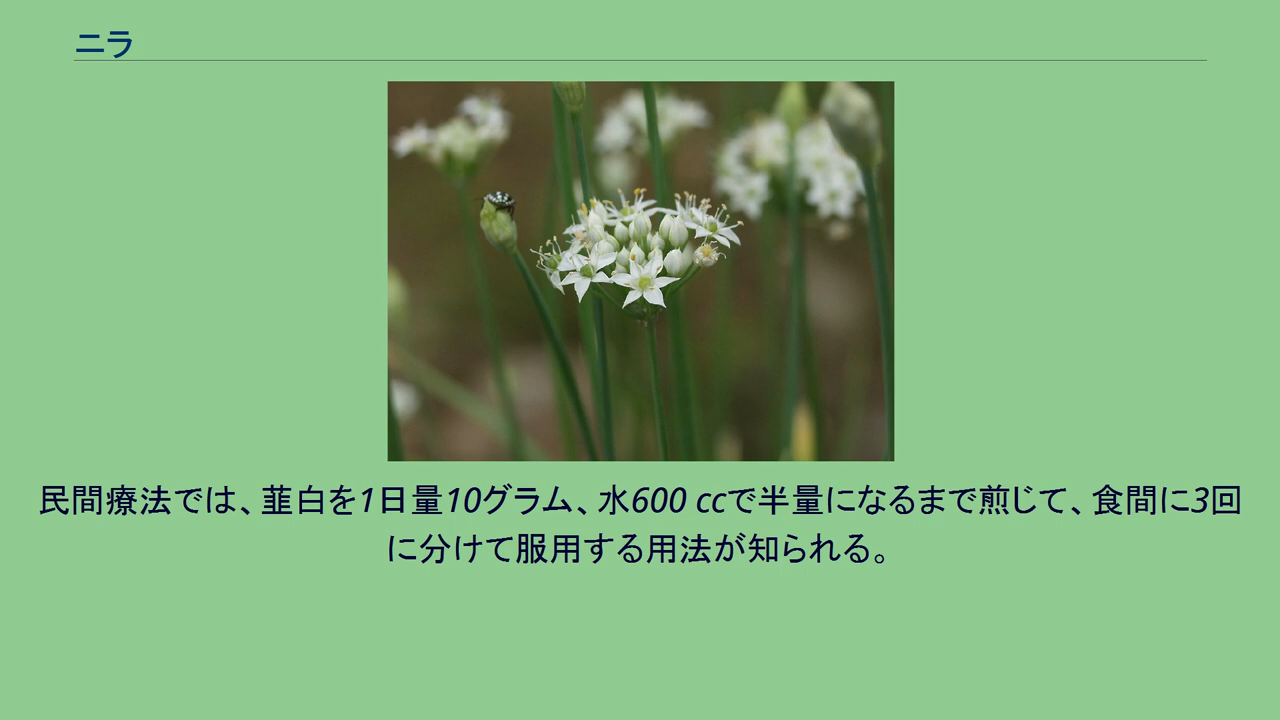 ニラ
民間療法では、韮白を1日量10グラム、水600 ccで半量になるまで煎じて、食間に3回
に分けて服用する用法が知られる。